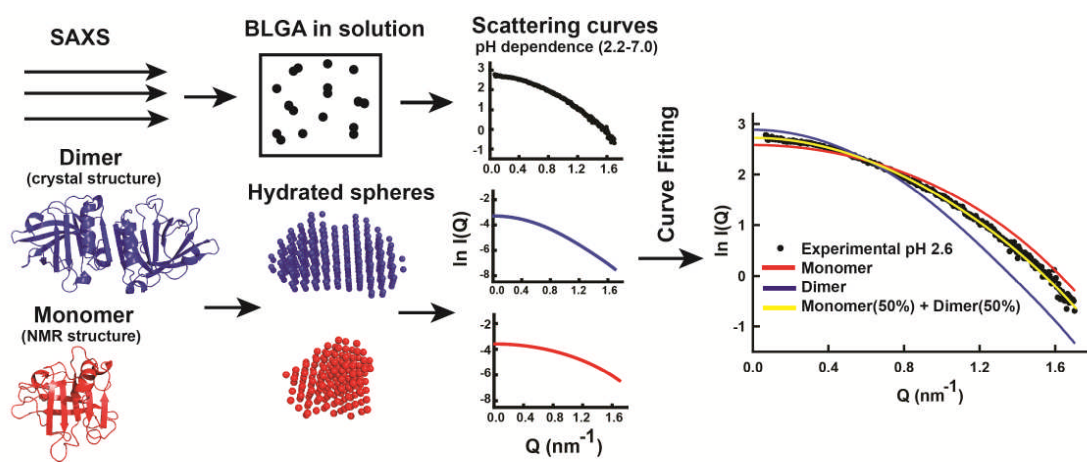 SAXS
BLGA in solution
Scattering curves
pH dependence (2.2-7.0)
3
2
1
0
-1
0.0 0.4 0.8 1.2 1.6
Dimer
(crystal structure)
Hydrated spheres
-2
-4
-6
-8
0.0 0.4 0.8 1.2 1.6
ln I(Q)
Monomer
(NMR structure)
-2
-4
-6
-8
0.0 0.4 0.8 1.2 1.6
Q (nm-1)
Curve Fitting
ln I(Q)
3
2
1
0
-1
Experimental pH 2.6
Monomer
Dimer
Monomer(50%) + Dimer(50%)
0.0 0.4 0.8 1.2 1.6
Q (nm-1)